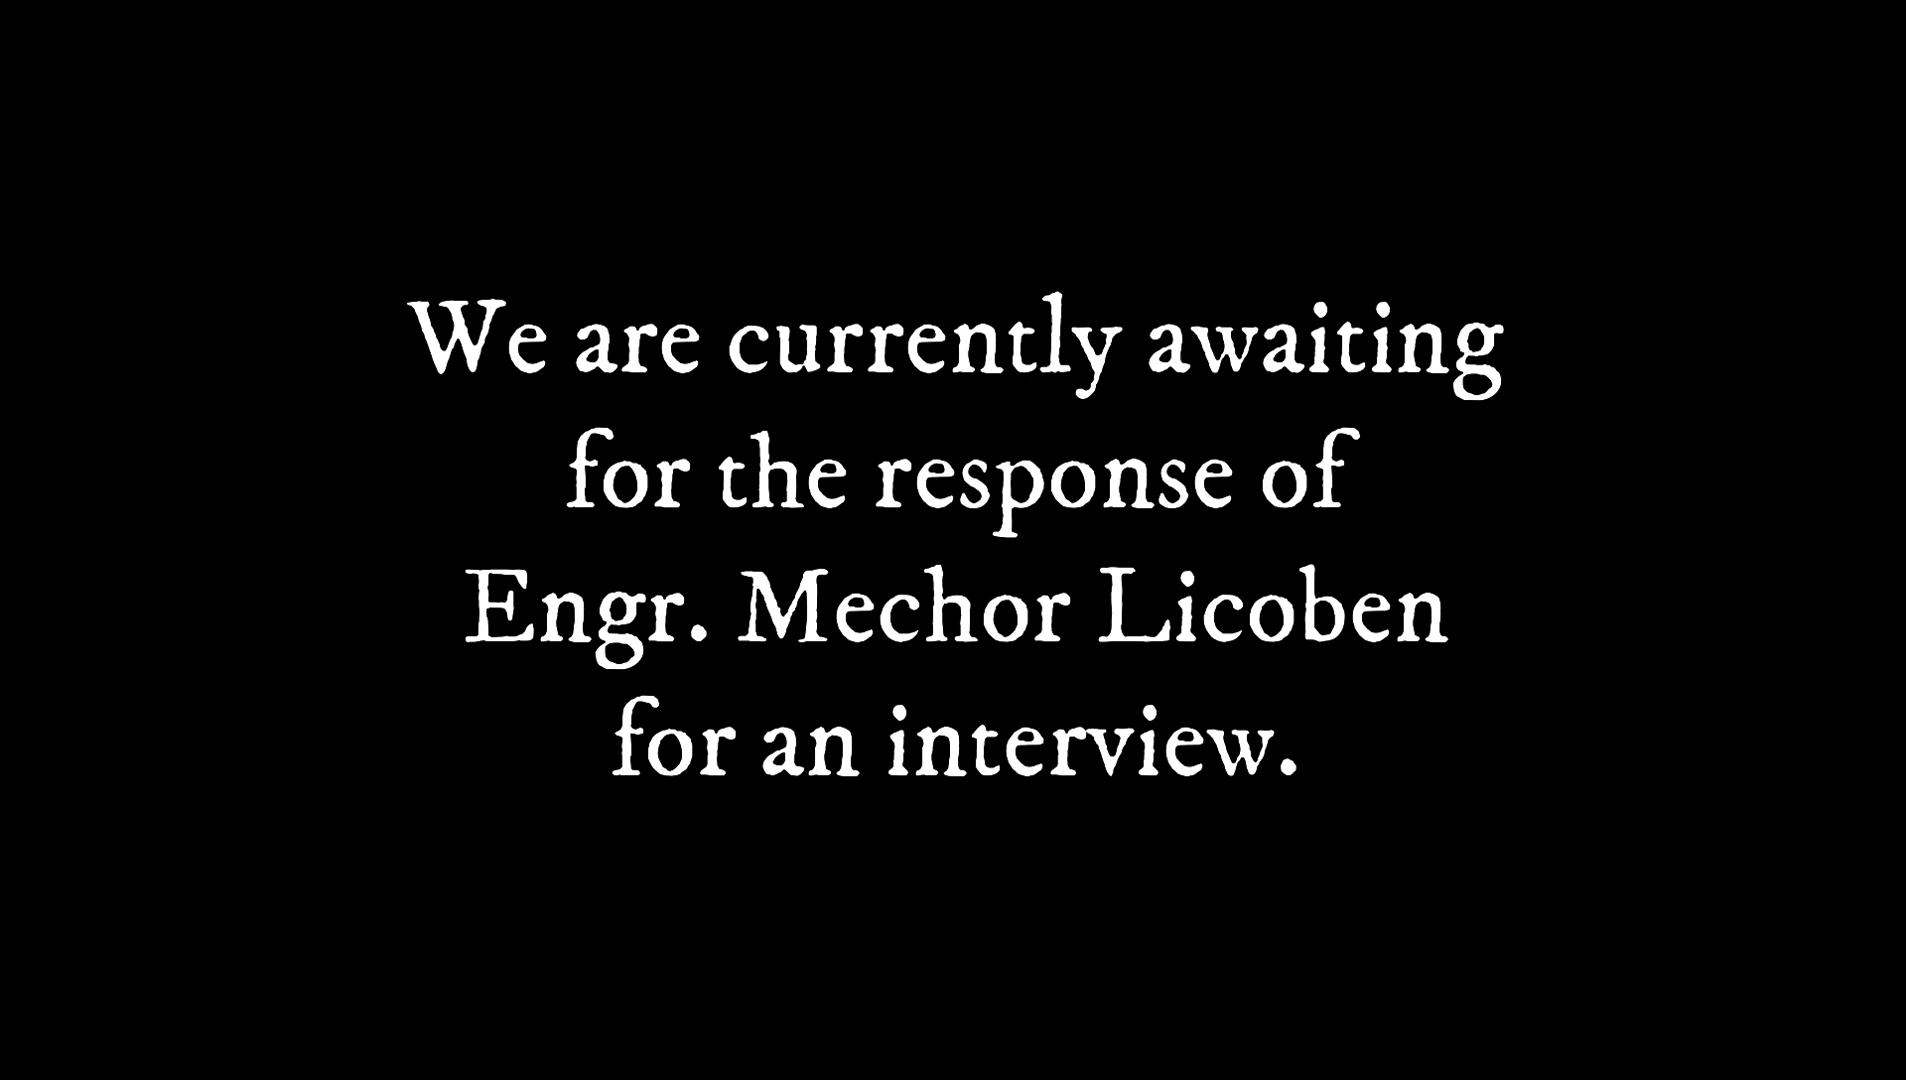 We are currently awaiting
for the response of
Engr. Mechor Licoben
for an interview.